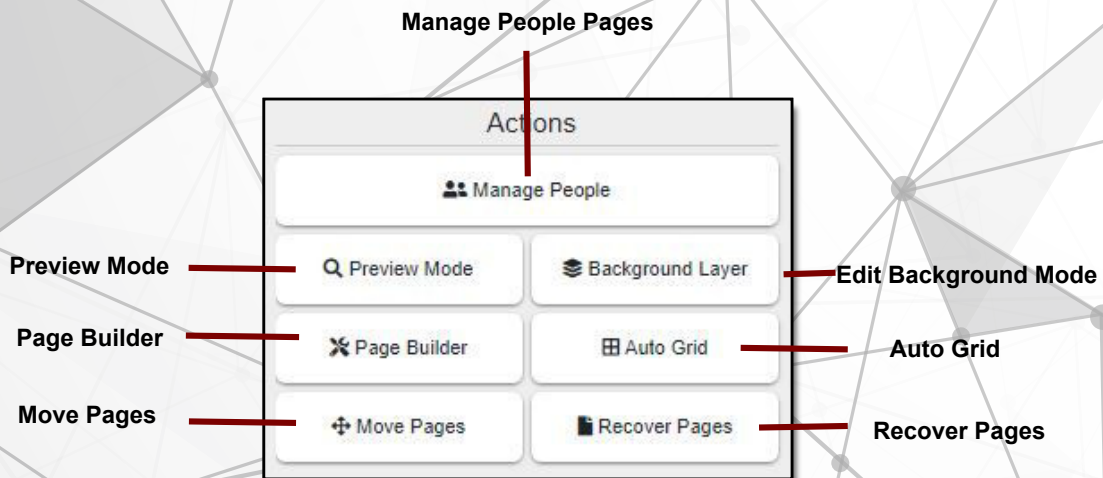 Manage People Pages
Actions
Manage People
Preview Mode
Preview Mode
Background Layer
Edit Background Mode
Page Builder
Page Builder
Auto Grid
Auto Grid
Move Pages
Move Pages
Recover Pages
Recover Pages